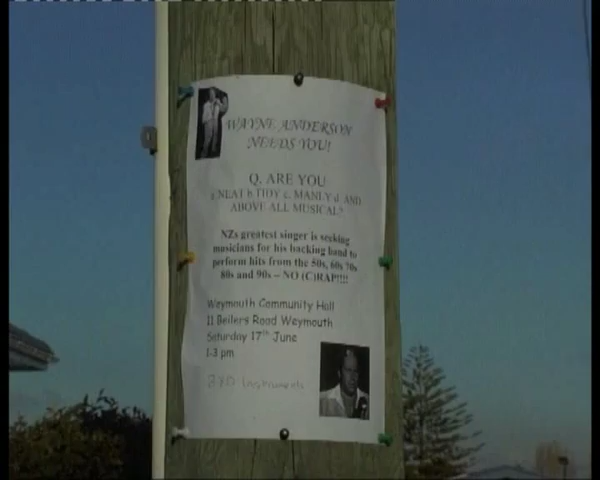 WAYNE ANDERSON
NEEDS YOU!
Q. ARE YOU
a NEAT b TIDY c. MANLY d AND
ABOVE ALL MUSICAL?
NZs greatest singer is seeking
musicians for his backing band to
perform hits from the 50s, 60s 70s
80s and 90s – NO (C)RAP!!!!
Weymouth Community Hall
11 Beilers Road Weymouth
Saturday 17th June
1-3 pm
BYO Instruments